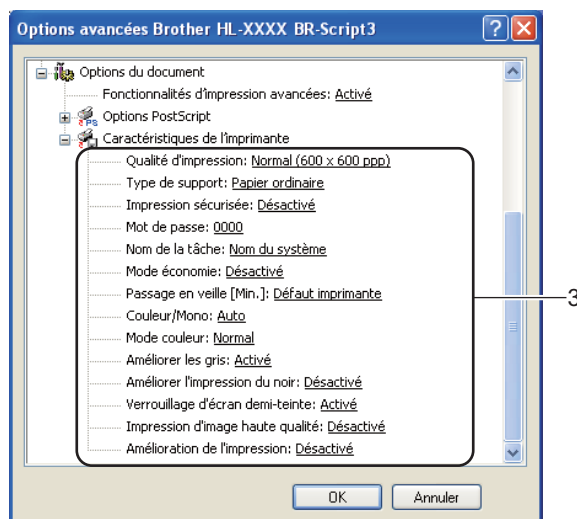 Options avancées Brother HL-XXXX BR-Script3
Options du document
Fonctionnalités d'impression avancées: Activé
PS
Options PostScript
Caractéristiques de l'imprimante
Qualité d'impression: Normal (600 x 600 ppp)
Type de support: Papier ordinaire
Impression sécurisée: Désactivé
Mot de passe: 0000
Nom de la tâche: Nom du système
Mode économie: Désactivé
Passage en veille [Min.]: Défaut imprimante
Couleur/Mono: Auto
Mode couleur: Normal
Améliorer les gris: Activé
Améliorer l'impression du noir: Désactivé
Verrouillage d'écran demi-teinte: Activé
Impression d'image haute qualité: Désactivé
Amélioration de l'impression: Désactivé
3
OK Annuler